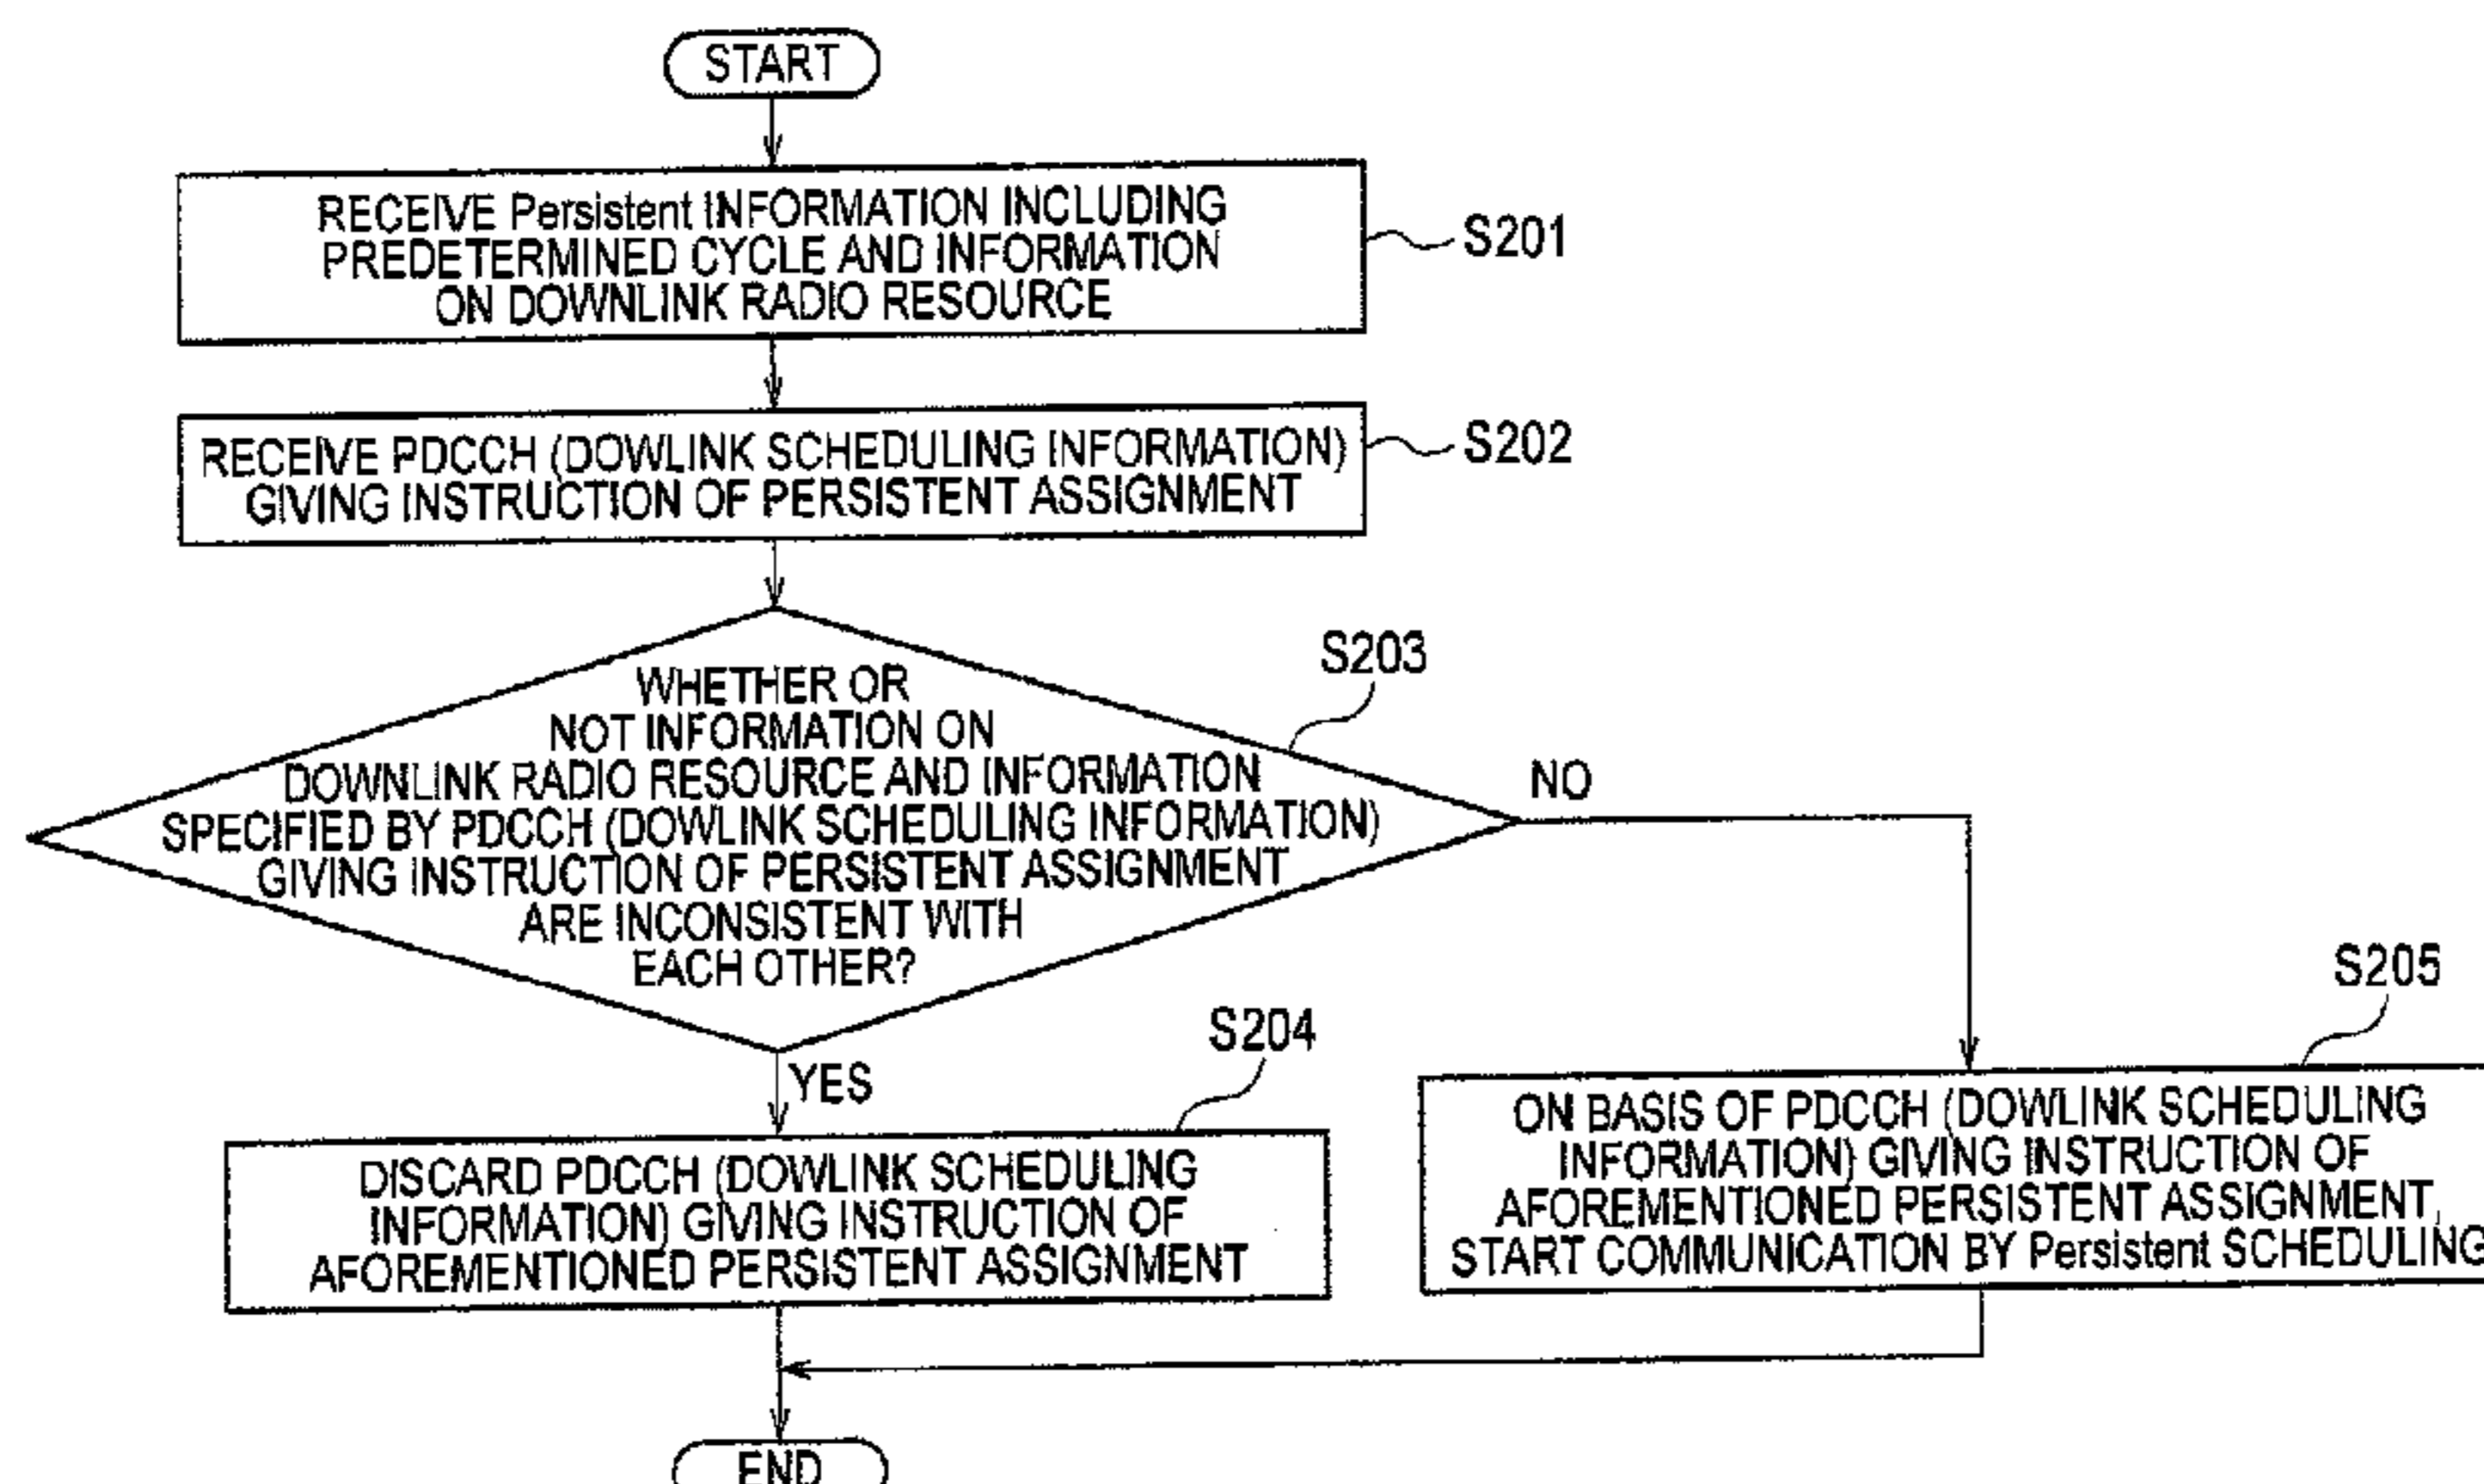 START
RECEIVE Persistent INFORMATION INCLUDING
PREDETERMINED CYCLE AND INFORMATION
ON DOWNLINK RADIO RESOURCE
S201
RECEIVE PDCCH (DOWLINK SCHEDULING INFORMATION)
GIVING INSTRUCTION OF PERSISTENT ASSIGNMENT
S202
S203
WHETHER OR
NOT INFORMATION ON
DOWNLINK RADIO RESOURCE AND INFORMATION
SPECIFIED BY PDCCH (DOWLINK SCHEDULING INFORMATION)
GIVING INSTRUCTION OF PERSISTENT ASSIGNMENT
ARE INCONSISTENT WITH
EACH OTHER?
NO
YES
S204
DISCARD PDCCH (DOWLINK SCHEDULING
INFORMATION) GIVING INSTRUCTION OF
AFOREMENTIONED PERSISTENT ASSIGNMENT
S205
ON BASIS OF PDCCH (DOWLINK SCHEDULING
INFORMATION) GIVING INSTRUCTION OF
AFOREMENTIONED PERSISTENT ASSIGNMENT,
START COMMUNICATION BY Persistent SCHEDULING
END